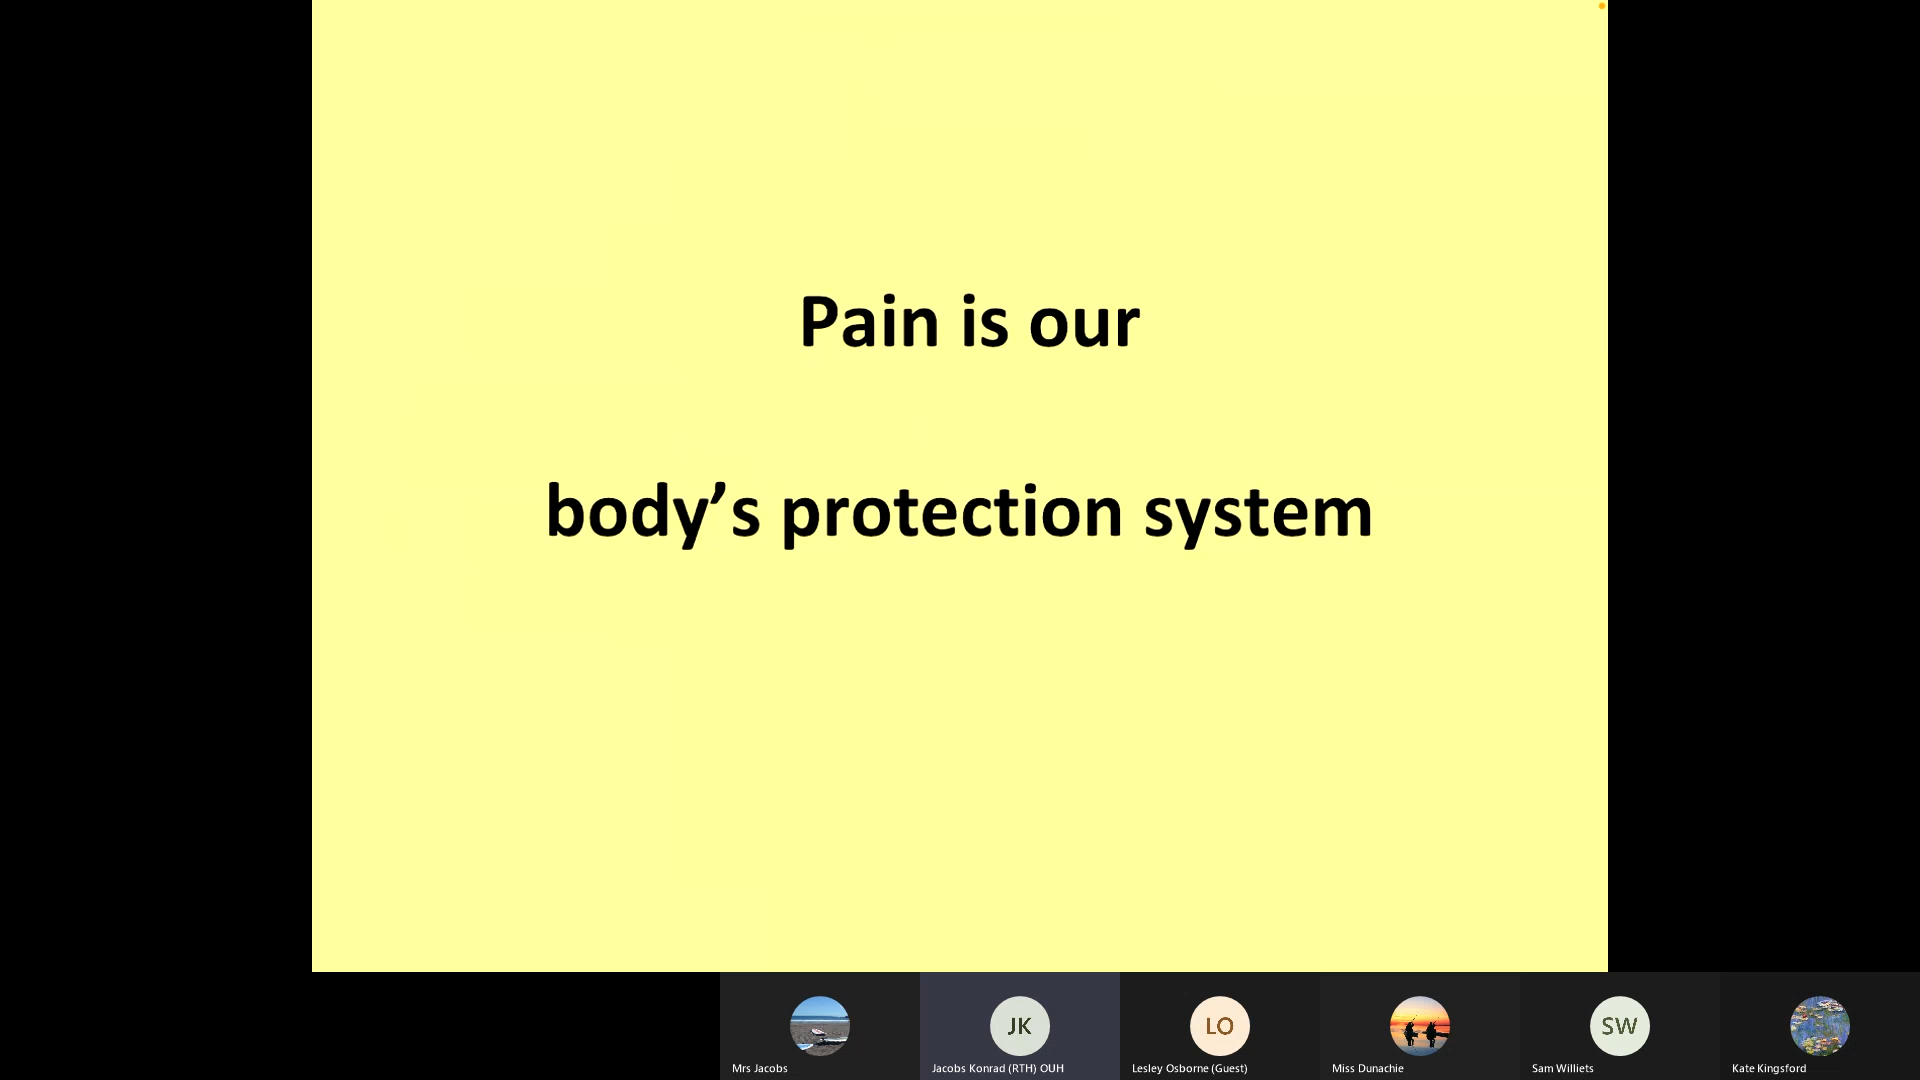 Pain is our
body’s protection system
JK
LO
SW
Mrs Jacobs
Jacobs Konrad (RTH) OUH
Lesley Osborne (Guest)
Miss Dunachie
Sam Williets
Kate Kingsford